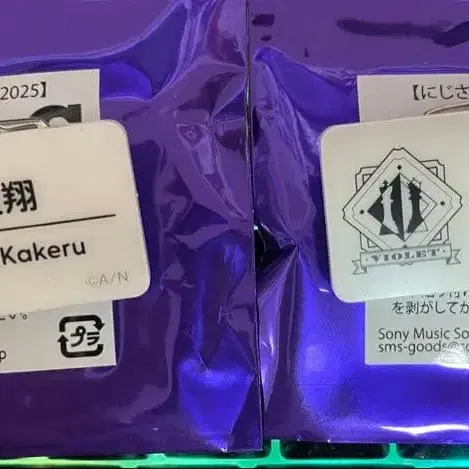 2025】
翔
Kakeru
©A/N
プラ
p
【にじさ
VIOLET
を剥がしてか
Sony Music So
sms-goods@so